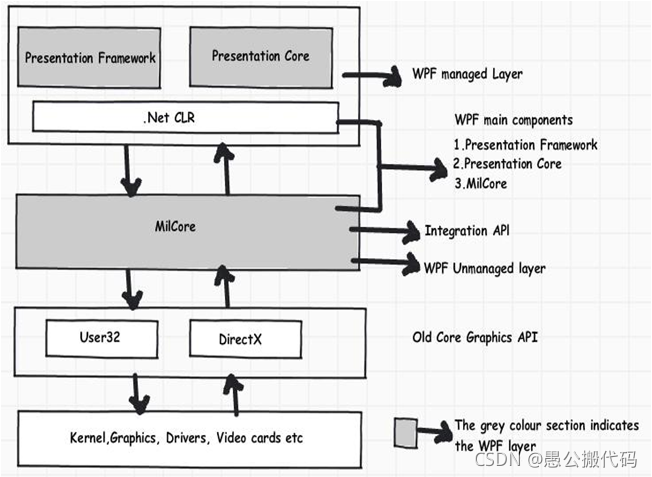 Presentation Framework
Presentation Core
WPF managed Layer
.Net CLR
WPF main components
1.Presentation Framework
2.Presentation Core
3.MilCore
MilCore
Integration API
WPF Unmanaged layer
User32
DirectX
Old Core Graphics API
Kernel,Graphics, Drivers, Video cards etc
The grey colour section indicates
the WPF layer
CSDN @愚公搬代码